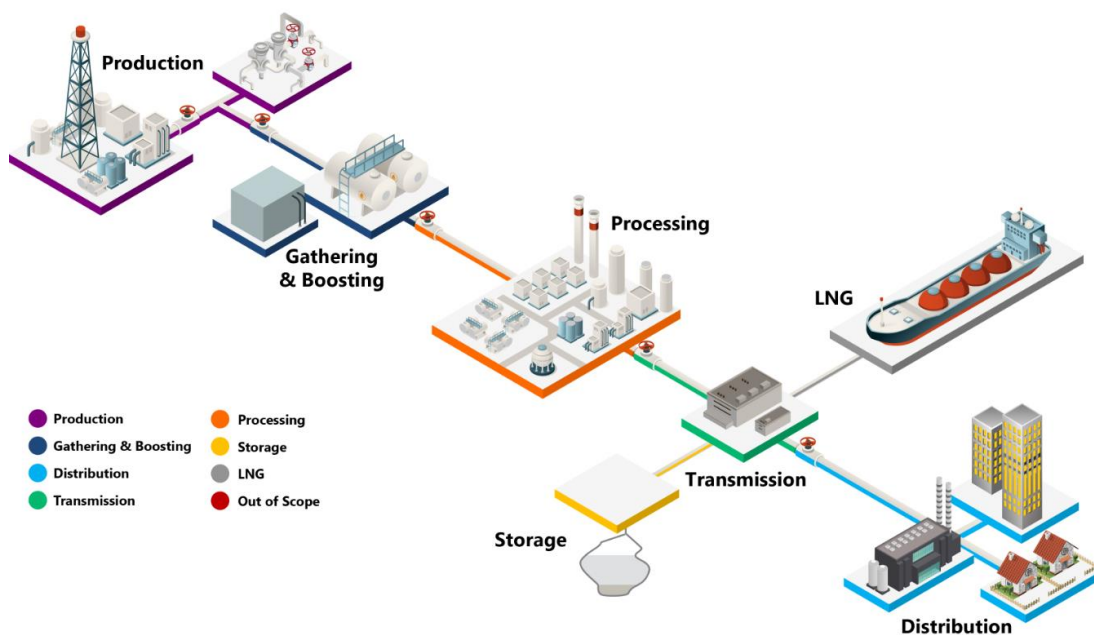 Production
Gathering
& Boosting
Processing
LNG
Transmission
Storage
Distribution
Production
Gathering & Boosting
Distribution
Transmission
Processing
Storage
LNG
Out of Scope